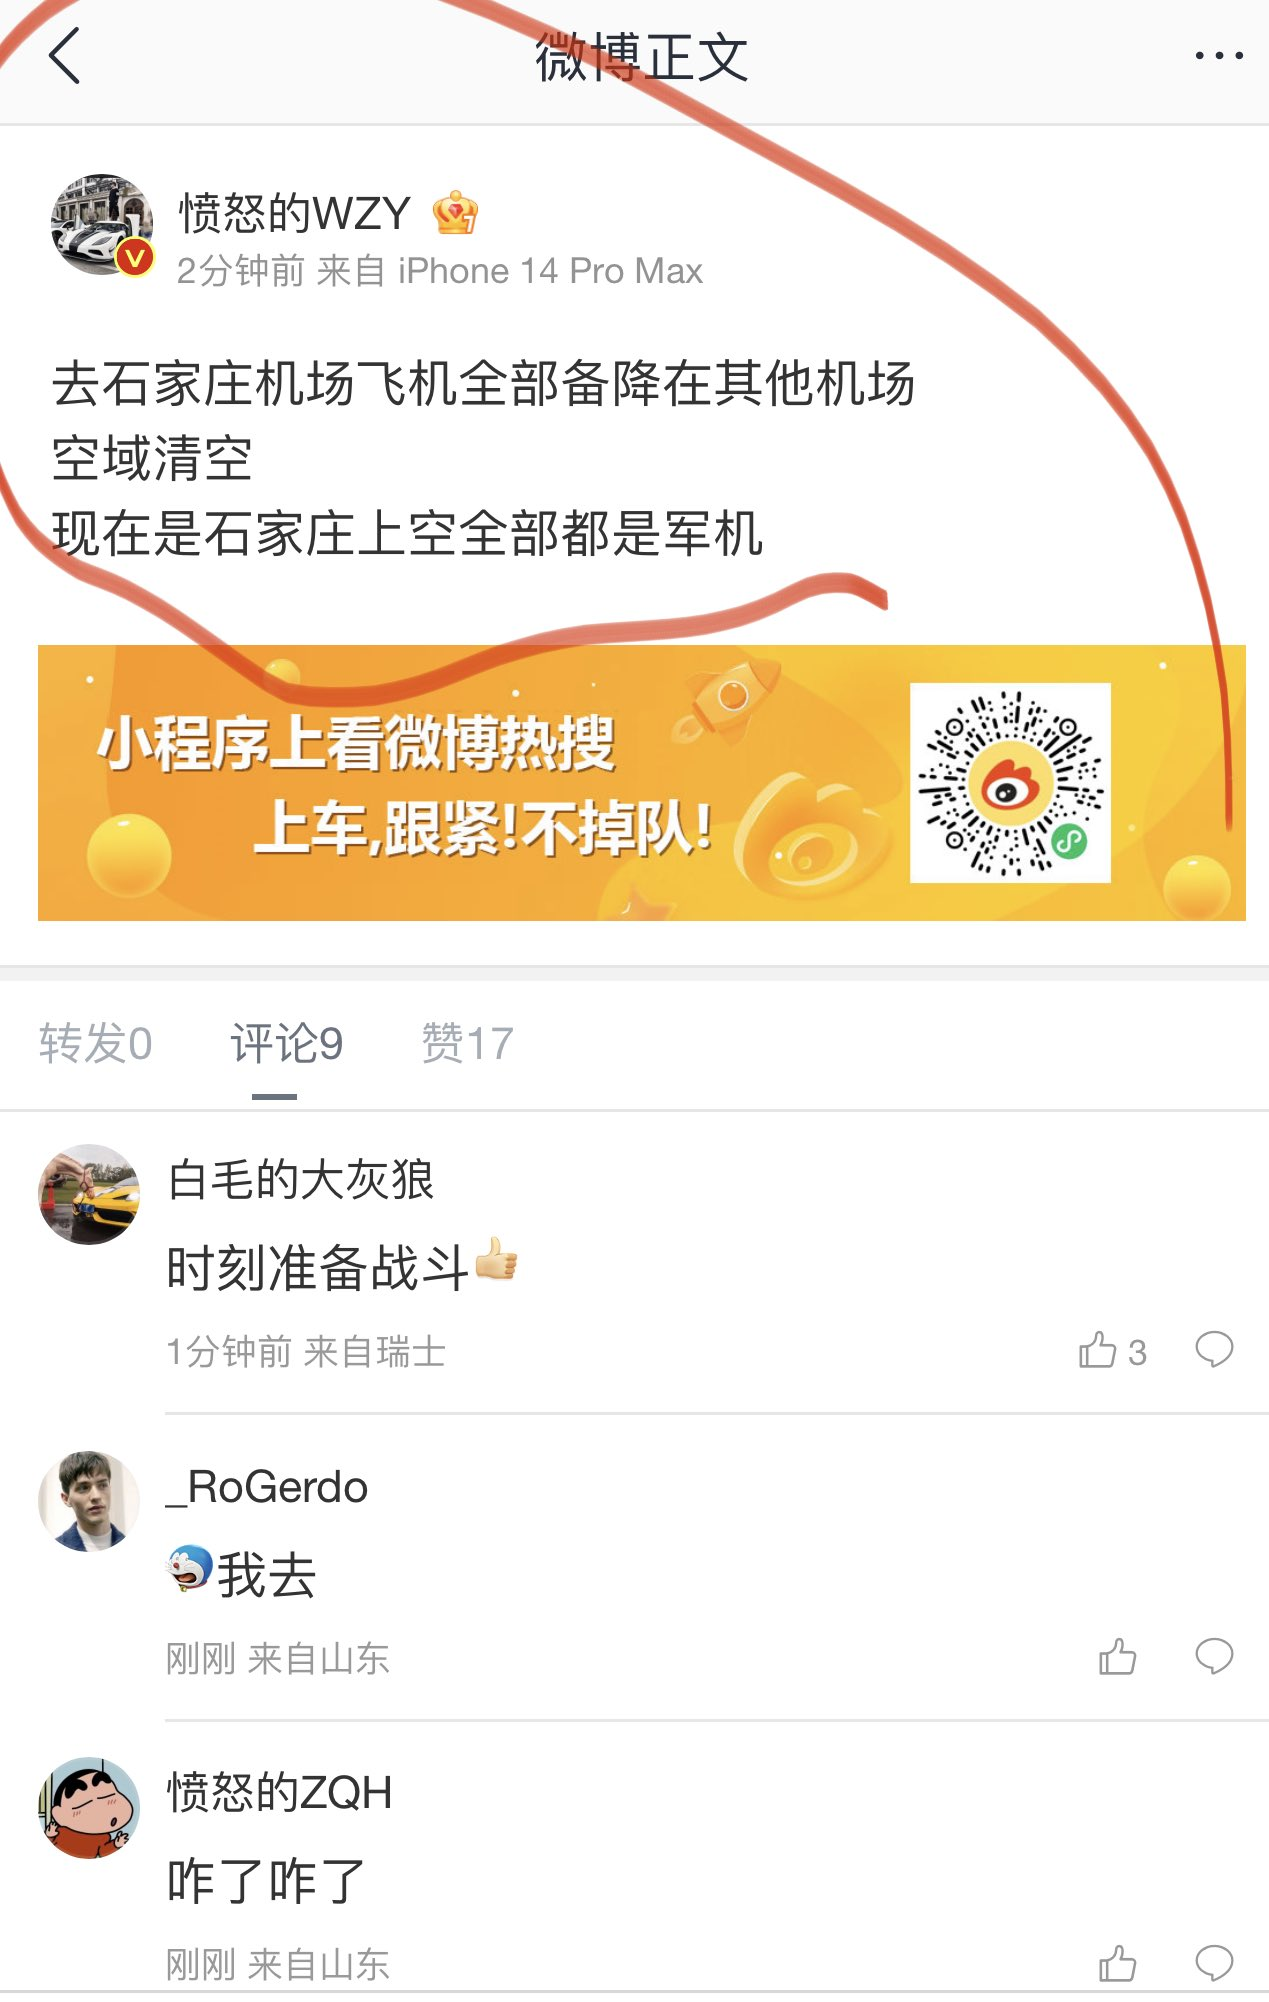 微博正文
愤怒的WZY
2分钟前 来自 iPhone 14 Pro Max
去石家庄机场飞机全部备降在其他机场
空域清空
现在是石家庄上空全部都是军机
小程序上看微博热搜
上车,跟紧!不掉队!
转发0 评论9 赞17
白毛的大灰狼
时刻准备战斗
1分钟前 来自瑞士 3
_RoGerdo
我去
刚刚 来自山东
愤怒的ZQH
咋了咋了
刚刚 来自山东